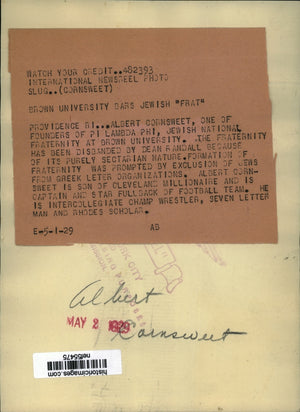 WATCH YOUR CREDIT..#82393
INTERNATIONAL NEWSREEL PHOTO
SLUG..(CORNSWEET)
BROWN UNIVERSITY BARS JEWISH "FRAT"
PROVIDENCE RI...ALBERT CORNSWEET, ONE OF
FOUNDERS OF PI LAMBDA PHI, JEWISH NATIONAL
FRATERNITY AT BROWN UNIVERSITY. .THE FRATERNITY
HAS BEEN DISBANDED BY DEAN RANDALL BECAUSE
OF ITS PURELY SECTARIAN NATURE.FORMATION OF
FRATERNITY WAS PROMPTED BY EXCLUSION OF JEWS
FROM GREEK LETER ORGANIZATIONS. ALBERT CORN-
SWEET IS SON OF CLEVELAND MILLIONAIRE AND IS
CAPTAIN AND STAR FULLBACK OF FOOTBALL TEAM. HE
IS INTERCOLLEGIATE CHAMP WRESTLER, SEVEN LETTER
MAN AND RHODES SCHOLAR.
E-5-1-29 AD
Albert
MAY 2 1929
Cornsweet
historicimages.com
nef55475